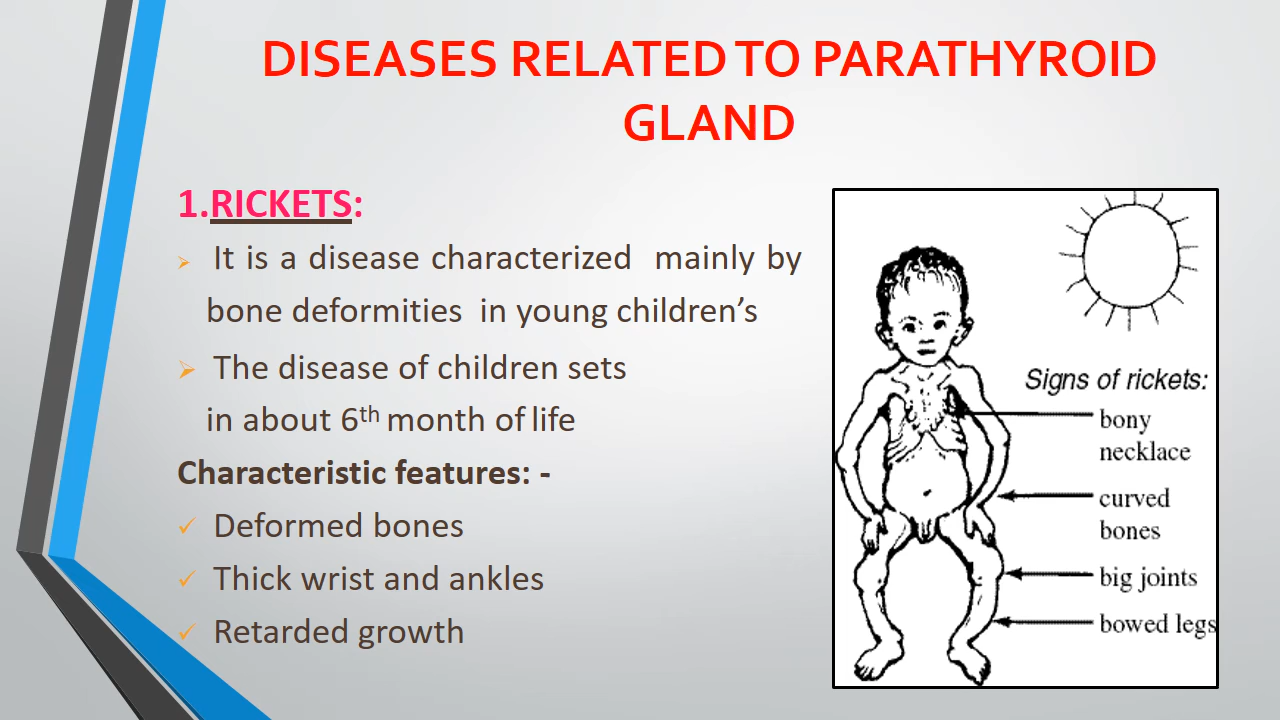 DISEASES RELATED TO PARATHYROID
GLAND
1.RICKETS:
It is a disease characterized mainly by
bone deformities in young children’s
The disease of children sets
in about 6th month of life
Characteristic features: -
Deformed bones
Thick wrist and ankles
Retarded growth
Signs of rickets:
bony
necklace
curved
bones
big joints
bowed legs